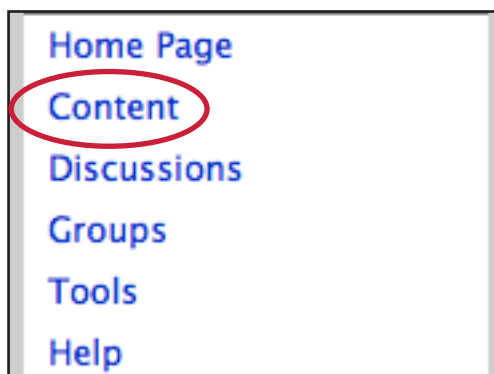 Home Page
Content
Discussions
Groups
Tools
Help